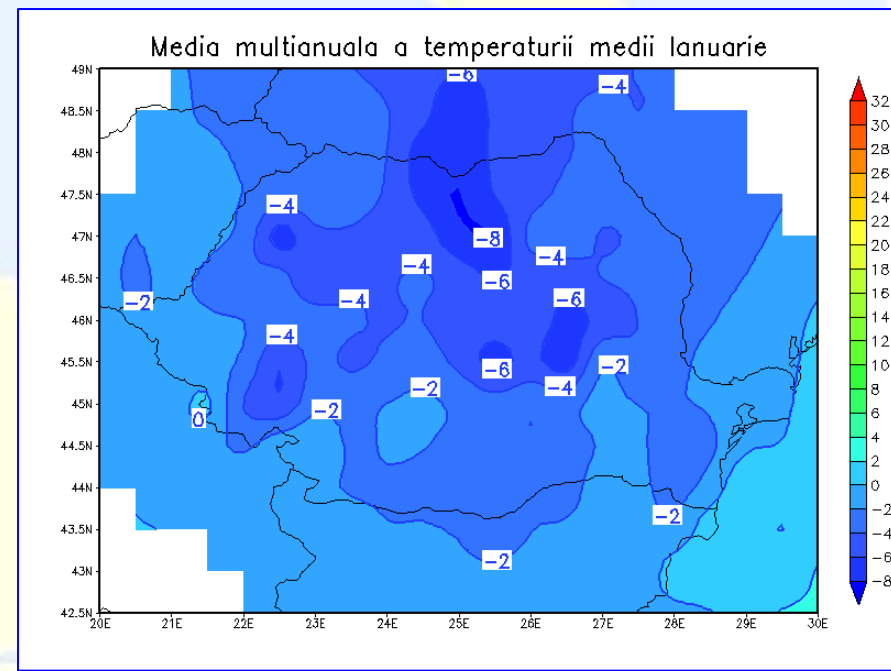 Media multianuala a temperaturii medii Ianuarie
49N
48.5N
48N
47.5N
47N
46.5N
46N
45.5N
45N
44.5N
44N
43.5N
43N
42.5N
20E 21E 22E 23E 24E 25E 26E 27E 28E 29E 30E
-6
-4
-4
-8
-4
-4
-6
-2
-4
-6
-4
-2
-6
-4
-2
-2
0
-2
-2
32
30
28
26
24
22
20
18
16
14
12
10
8
6
4
2
0
-2
-4
-6
-8